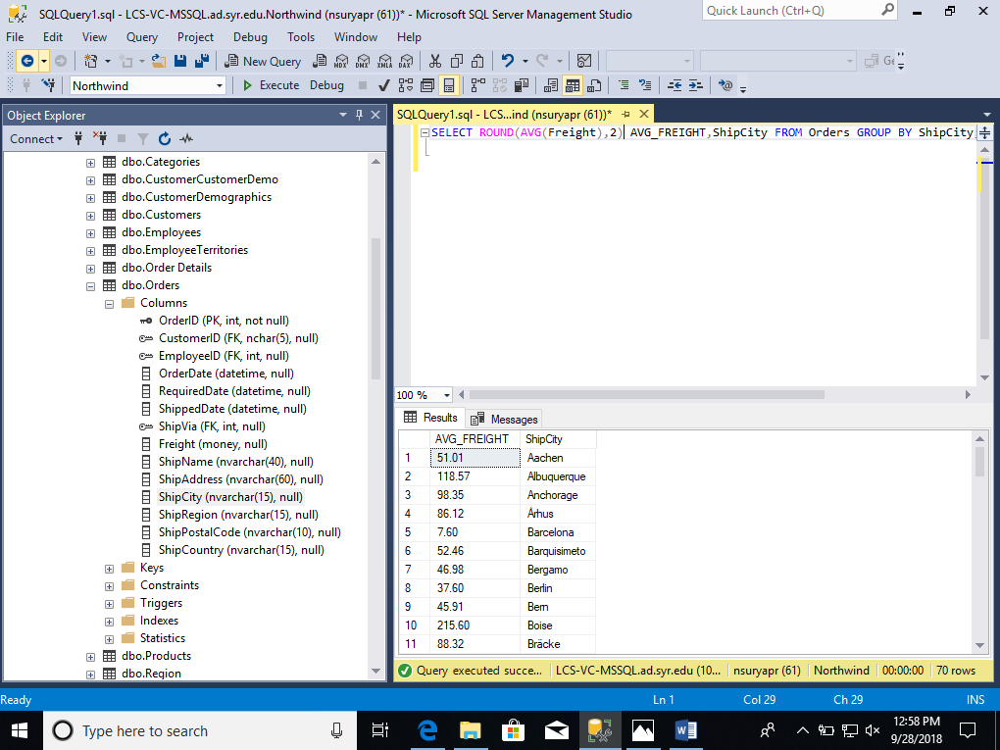 SQLQuery1.sql - LCS-VC-MSSQL.ad.syr.edu.Northwind (nsuryapr (61))* - Microsoft SQL Server Management Studio
Quick Launch (Ctrl+Q)
File Edit View Query Project Debug Tools Window Help
New Query MDX DMX XMLA DAX
Northwind Execute Debug
Object Explorer
SQLQuery1.sql - LCS...ind (nsuryapr (61))*
Connect
SELECT ROUND(AVG(Freight),2) AVG_FREIGHT,ShipCity FROM Orders GROUP BY ShipCity
dbo.Categories
dbo.CustomerCustomerDemo
dbo.CustomerDemographics
dbo.Customers
dbo.Employees
dbo.EmployeeTerritories
dbo.Order Details
dbo.Orders
Columns
OrderID (PK, int, not null)
CustomerID (FK, nchar(5), null)
EmployeeID (FK, int, null)
OrderDate (datetime, null)
RequiredDate (datetime, null)
ShippedDate (datetime, null)
ShipVia (FK, int, null)
Freight (money, null)
ShipName (nvarchar(40), null)
ShipAddress (nvarchar(60), null)
ShipCity (nvarchar(15), null)
ShipRegion (nvarchar(15), null)
ShipPostalCode (nvarchar(10), null)
ShipCountry (nvarchar(15), null)
Keys
Constraints
Triggers
Indexes
Statistics
dbo.Products
dbo.Region
100 %
Results Messages
AVG_FREIGHT ShipCity
1 51.01 Aachen
2 118.57 Albuquerque
3 98.35 Anchorage
4 86.12 Århus
5 7.60 Barcelona
6 52.46 Barquisimeto
7 46.98 Bergamo
8 37.60 Berlin
9 45.91 Bern
10 215.60 Boise
11 88.32 Bräcke
Query executed succe... LCS-VC-MSSQL.ad.syr.edu (10... nsuryapr (61) Northwind 00:00:00 70 rows
Ready Ln 1 Col 29 Ch 29 INS
Type here to search
12:58 PM
9/28/2018